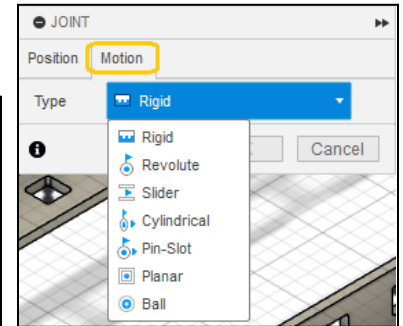 JOINT
Position Motion
Type Rigid
Rigid
Cancel
Revolute
Slider
Cylindrical
Pin-Slot
Planar
Ball